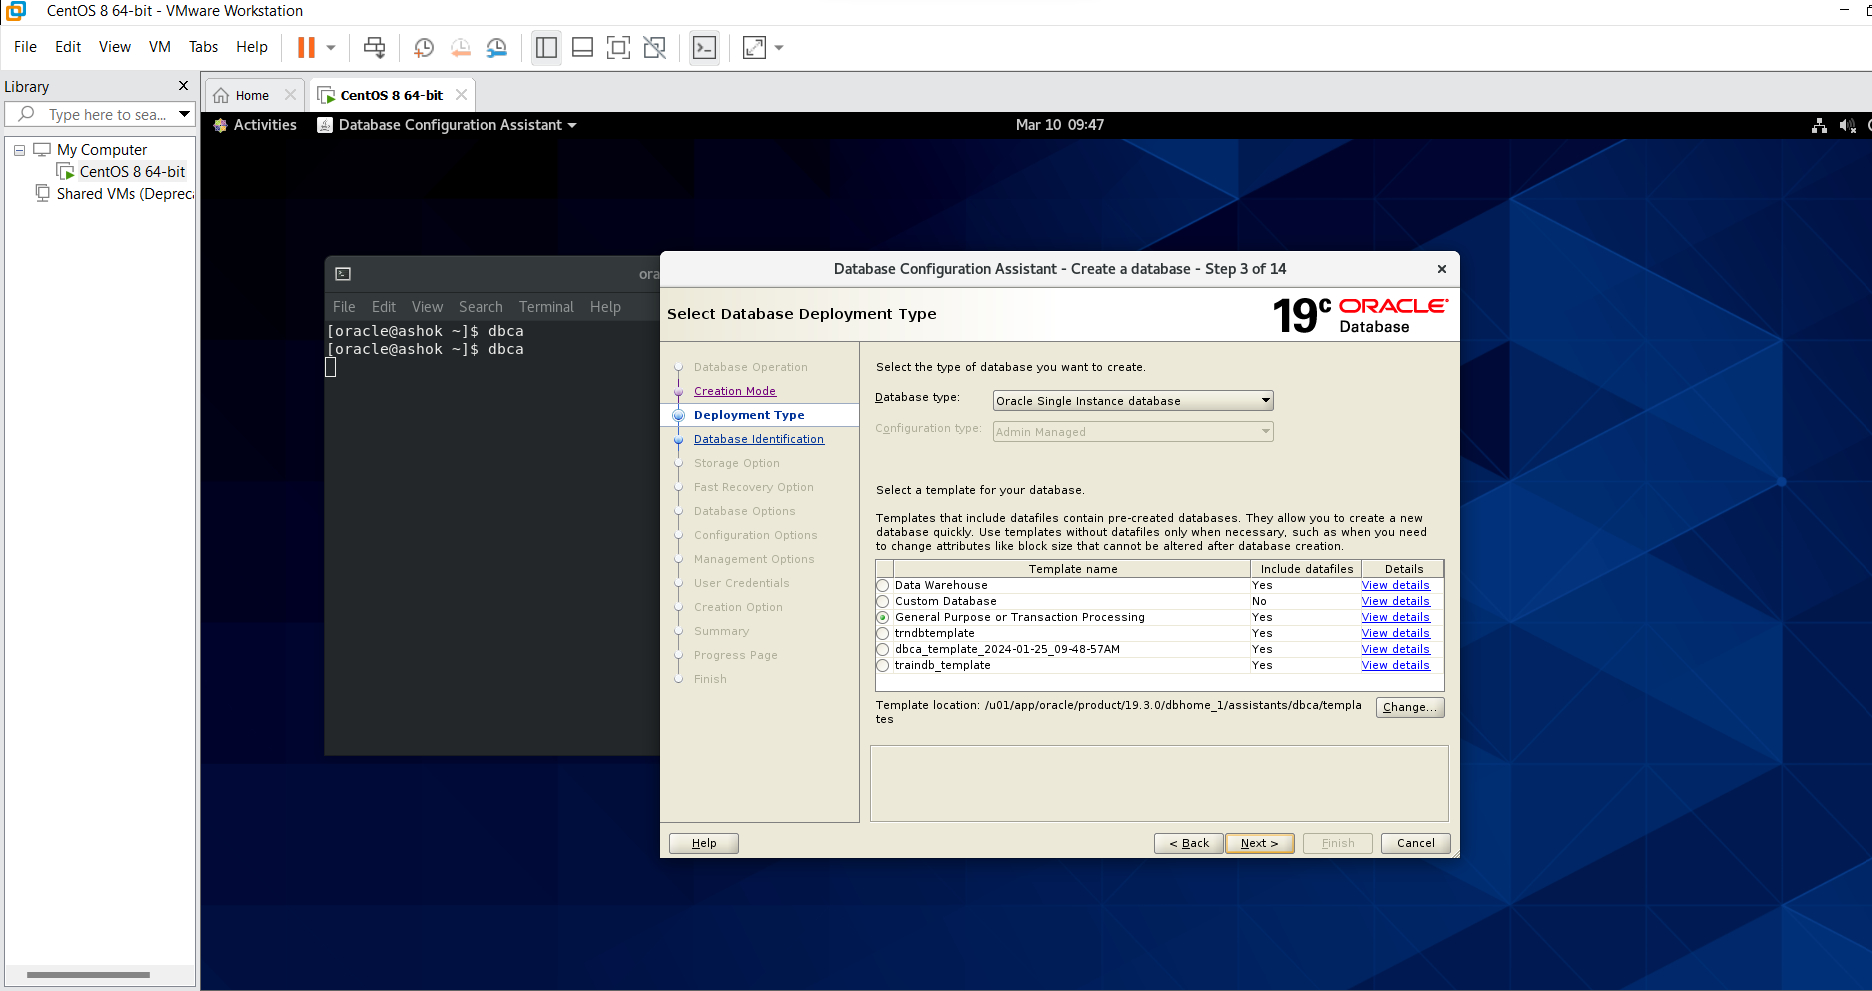 CentOS 8 64-bit - VMware Workstation
File Edit View VM Tabs Help
Library
Type here to sea...
My Computer
CentOS 8 64-bit
Shared VMs (Depreca
Home
CentOS 8 64-bit
Activities
Database Configuration Assistant
Mar 10 09:47
ora
File Edit View Search Terminal Help
[oracle@ashok ~]$ dbca
[oracle@ashok ~]$ dbca
Database Configuration Assistant - Create a database - Step 3 of 14
Select Database Deployment Type
19c ORACLE
Database
Database Operation
Creation Mode
Deployment Type
Database Identification
Storage Option
Fast Recovery Option
Database Options
Configuration Options
Management Options
User Credentials
Creation Option
Summary
Progress Page
Finish
Select the type of database you want to create.
Database type: Oracle Single Instance database
Configuration type: Admin Managed
Select a template for your database.
Templates that include datafiles contain pre-created databases. They allow you to create a new
database quickly. Use templates without datafiles only when necessary, such as when you need
to change attributes like block size that cannot be altered after database creation.
Template name Include datafiles Details
Data Warehouse Yes View details
Custom Database No View details
General Purpose or Transaction Processing Yes View details
trndbtemplate Yes View details
dbca_template_2024-01-25_09-48-57AM Yes View details
traindb_template Yes View details
Template location: /u01/app/oracle/product/19.3.0/dbhome_1/assistants/dbca/templa
tes
Change...
Help < Back Next > Finish Cancel